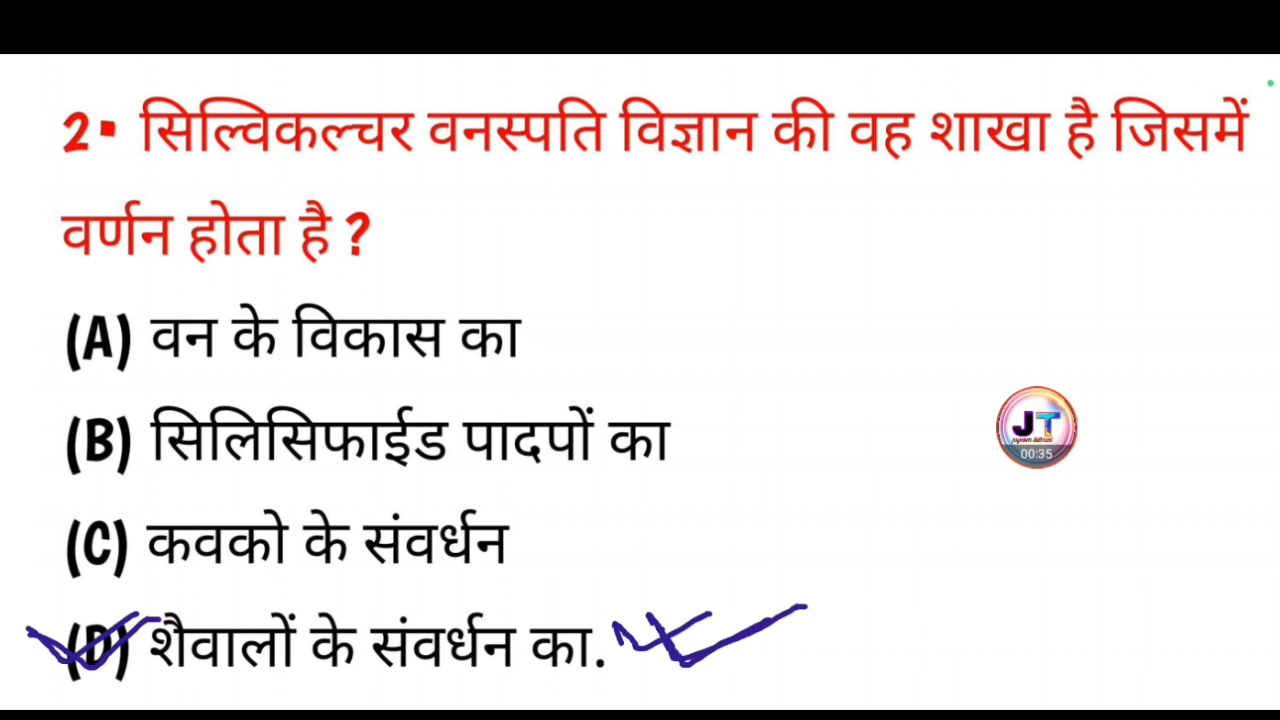 2. सिल्विकल्चर वनस्पति विज्ञान की वह शाखा है जिसमें
वर्णन होता है ?
(A) वन के विकास का
(B) सिलिसिफाईड पादपों का
JT
00:35
(C) कवको के संवर्धन
(D) शैवालों के संवर्धन का.